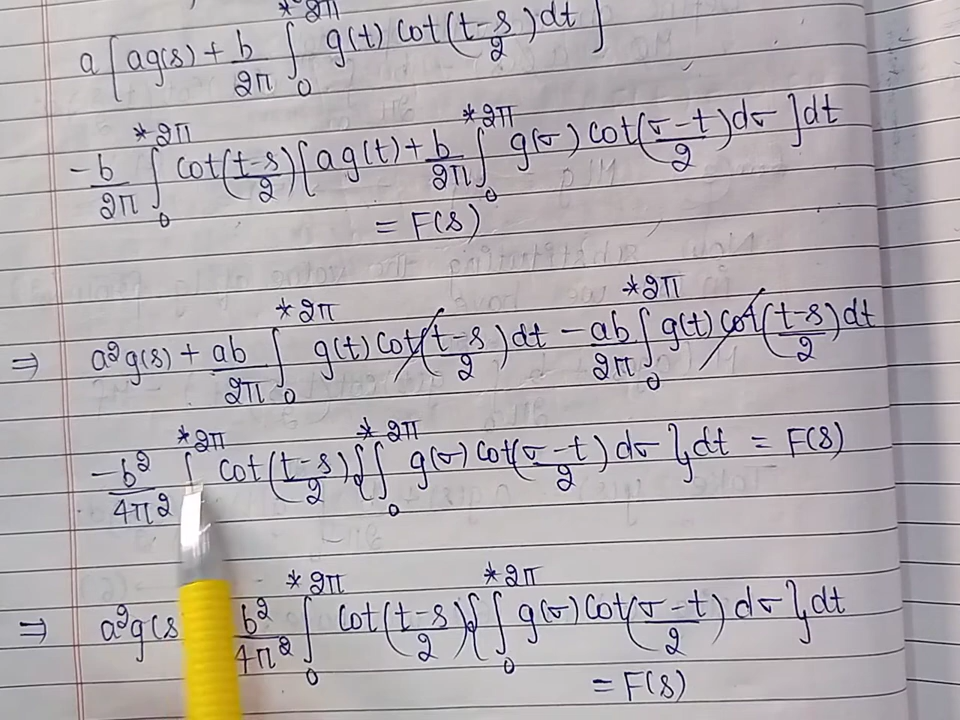 a[ag(s) + b/2π ∫₀*²π g(t) cot(t-s/2)dt]
-b/2π ∫₀*²π cot(t-s/2)[ag(t) + b/2π ∫₀*²π g(σ) cot(σ-t/2)dσ]dt
= F(s)
⇒ a²g(s) + ab/2π ∫₀*²π g(t) cot(t-s/2)dt - ab/2π ∫₀*²π g(t) cot(t-s/2)dt
-b²/4π² ∫₀*²π cot(t-s/2){∫₀*²π g(σ) cot(σ-t/2)dσ}dt = F(s)
⇒ a²g(s b²/4π² ∫₀*²π cot(t-s/2){∫₀*²π g(σ) cot(σ-t/2)dσ}dt
= F(s)